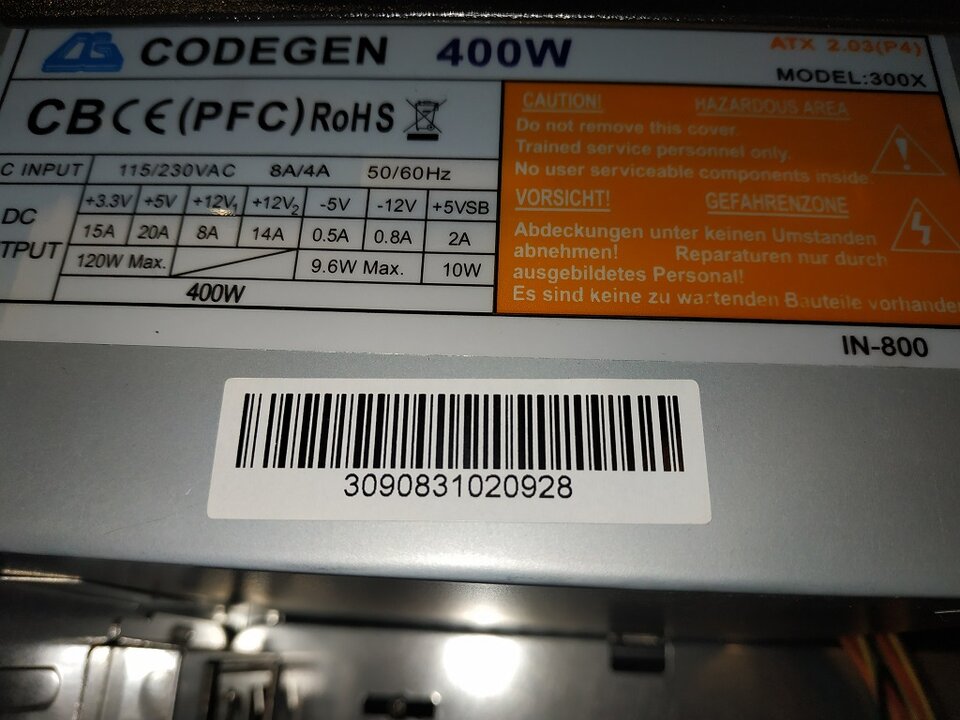 CODEGEN 400W ATX 2.03(P4)
MODEL:300X
CB CE (PFC) RoHS
C INPUT 115/230VAC 8A/4A 50/60Hz
DC +3.3V +5V +12V1 +12V2 -5V -12V +5VSB
TPUT 15A 20A 8A 14A 0.5A 0.8A 2A
120W Max. 9.6W Max. 10W
400W
CAUTION! HAZARDOUS AREA
Do not remove this cover.
Trained service personnel only.
No user serviceable components inside.
VORSICHT! GEFAHRENZONE
Abdeckungen unter keinen Umstanden
abnehmen! Reparaturen nur durch
ausgebildetes Personal!
Es sind keine zu wartenden Bauteile vorhande
IN-800
3090831020928